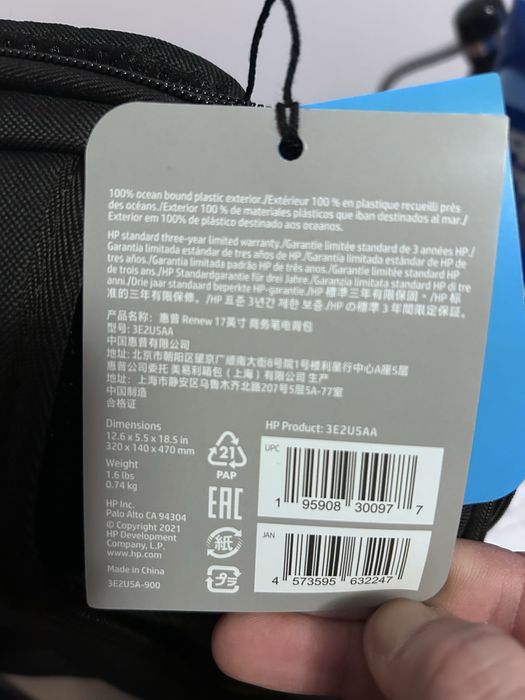 100% ocean bound plastic exterior./Extérieur 100 % en plastique recueilli près
des océans./Exterior 100 % de materiales plásticos que iban destinados al mar./
Exterior em 100% de plástico destinado aos oceanos.
HP standard three-year limited warranty./Garantie limitée standard de 3 années HP./
Garantía limitada estándar de tres años de HP./Garantía limitada estándar de HP de
tres años./Garantia limitada padrão HP de três anos./Garantie limitée standard HP
de trois ans./HP Standardgarantie für drei Jahre./Garanzia limitata standard HP di tre
anni./Drie jaar standaard beperkte HP-garantie./HP 標準三年有限保固。/HP 标
准的三年有限保修。/HP 표준 3년간 제한 보증 /HP の標準 3 年間限定保証。
产品名称：惠普 Renew 17英寸 商务笔电背包
型号:3E2U5AA
中国惠普有限公司
地址: 北京市朝阳区望京广顺南大街8号院1号楼利星行中心A座5层
惠普公司委托 美易利箱包（上海）有限公司 生产
地址：上海市静安区乌鲁木齐北路207号5层5A-77室
中国制造
合格证
Dimensions
12.6 x 5.5 x 18.5 in
320 x 140 x 470 mm
Weight
1.6 lbs
0.74 kg
HP Inc.
Palo Alto CA 94304
© Copyright 2021
HP Development
Company, L.P.
www.hp.com
Made in China
3E2U5A-900
21
PAP
EAC
紙
プラ
HP Product: 3E2U5AA
UPC
1 95908 30097 7
JAN
4 573595 632247